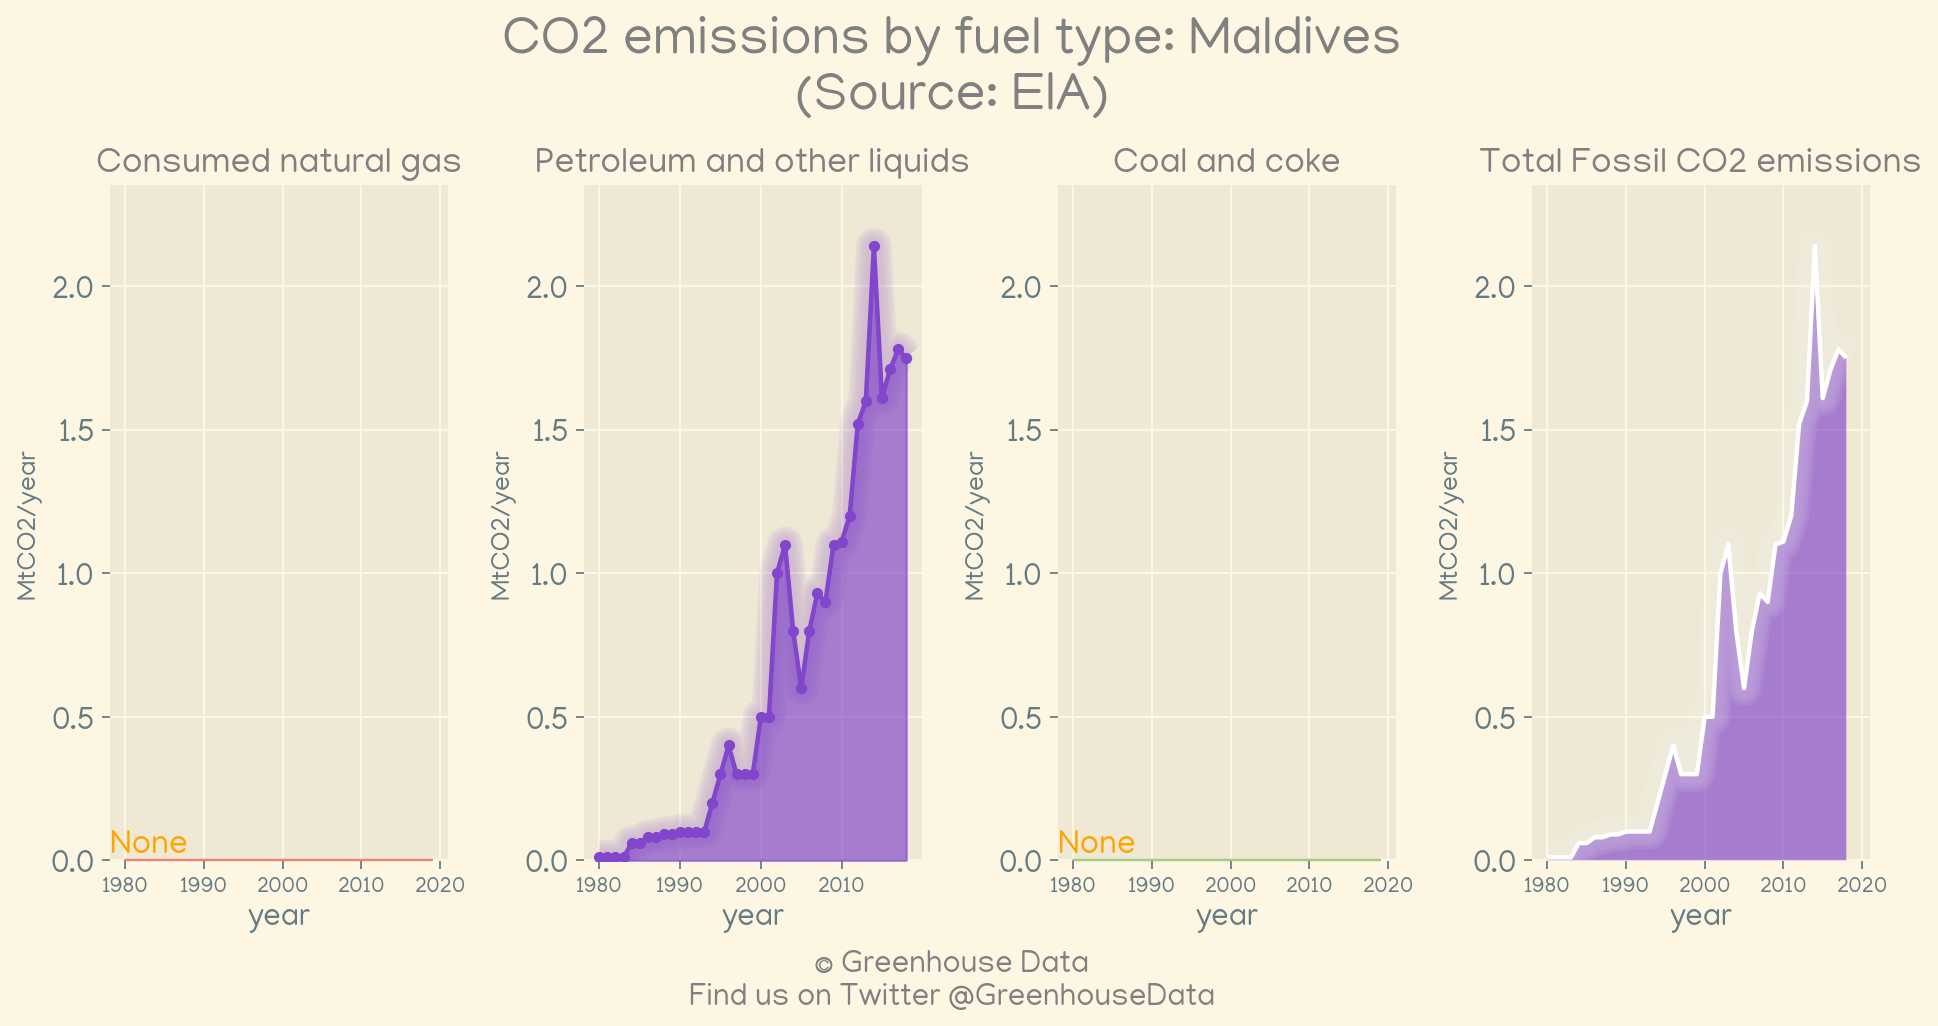 CO2 emissions by fuel type: Maldives
(Source: EIA)
Consumed natural gas
Petroleum and other liquids
Coal and coke
Total Fossil CO2 emissions
MtCO2/year
2.0
1.5
1.0
0.5
0.0
None
1980 1990 2000 2010 2020
year
MtCO2/year
2.0
1.5
1.0
0.5
0.0
1980 1990 2000 2010
year
MtCO2/year
2.0
1.5
1.0
0.5
0.0
None
1980 1990 2000 2010 2020
year
MtCO2/year
2.0
1.5
1.0
0.5
0.0
1980 1990 2000 2010 2020
year
© Greenhouse Data
Find us on Twitter @GreenhouseData